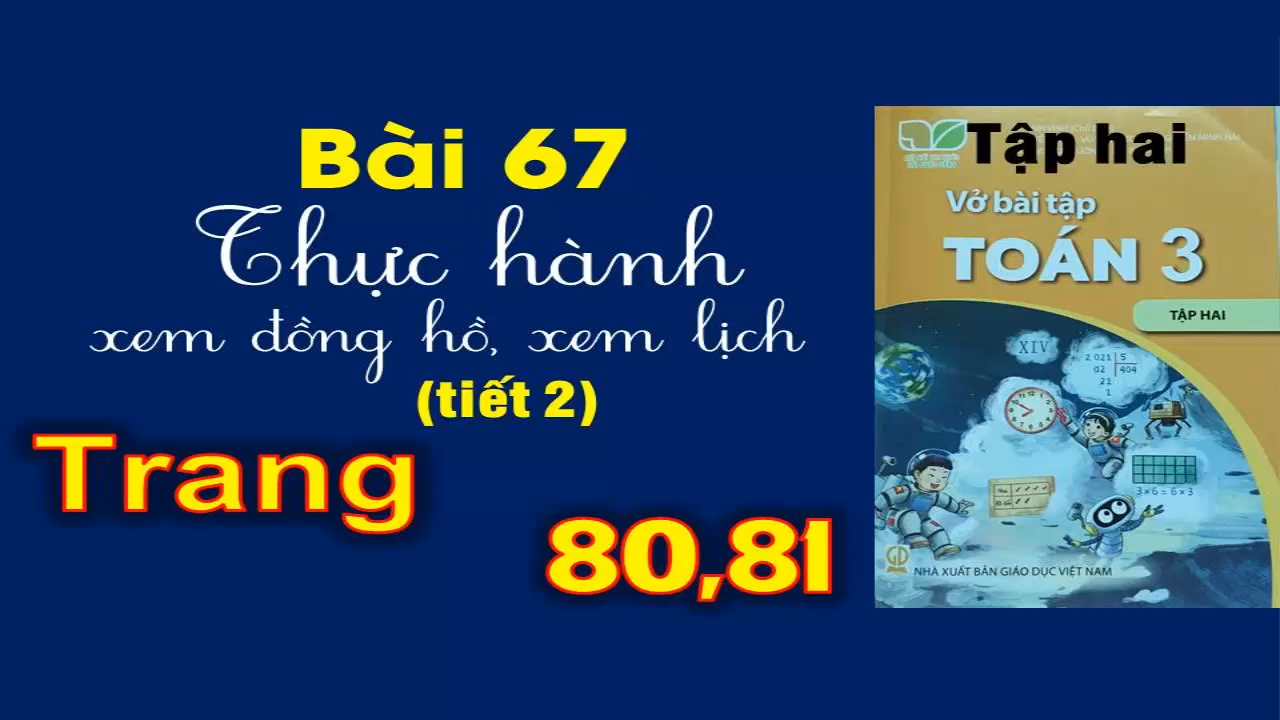 Bài 67
Thực hành
xem đồng hồ, xem lịch
(tiết 2)
Trang
80,81
Tập hai
Vở bài tập
TOÁN 3
TẬP HAI
XIV
2 021 5
02 404
21
1
3 × 6 = 6 × 3
NHÀ XUẤT BẢN GIÁO DỤC VIỆT NAM